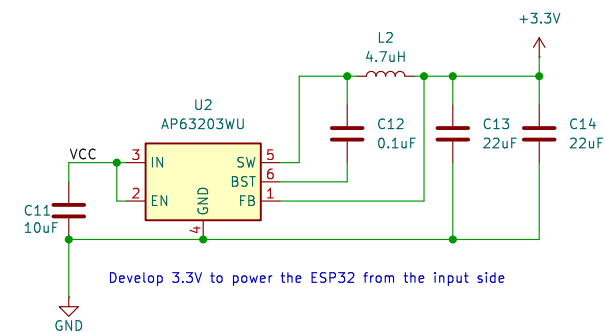 +3.3V
L2
4.7uH
U2
AP63203WU
C12
0.1uF
C13
22uF
C14
22uF
VCC
3
IN
SW
5
BST
6
2
EN
GND
FB
1
4
C11
10uF
Develop 3.3V to power the ESP32 from the input side
GND